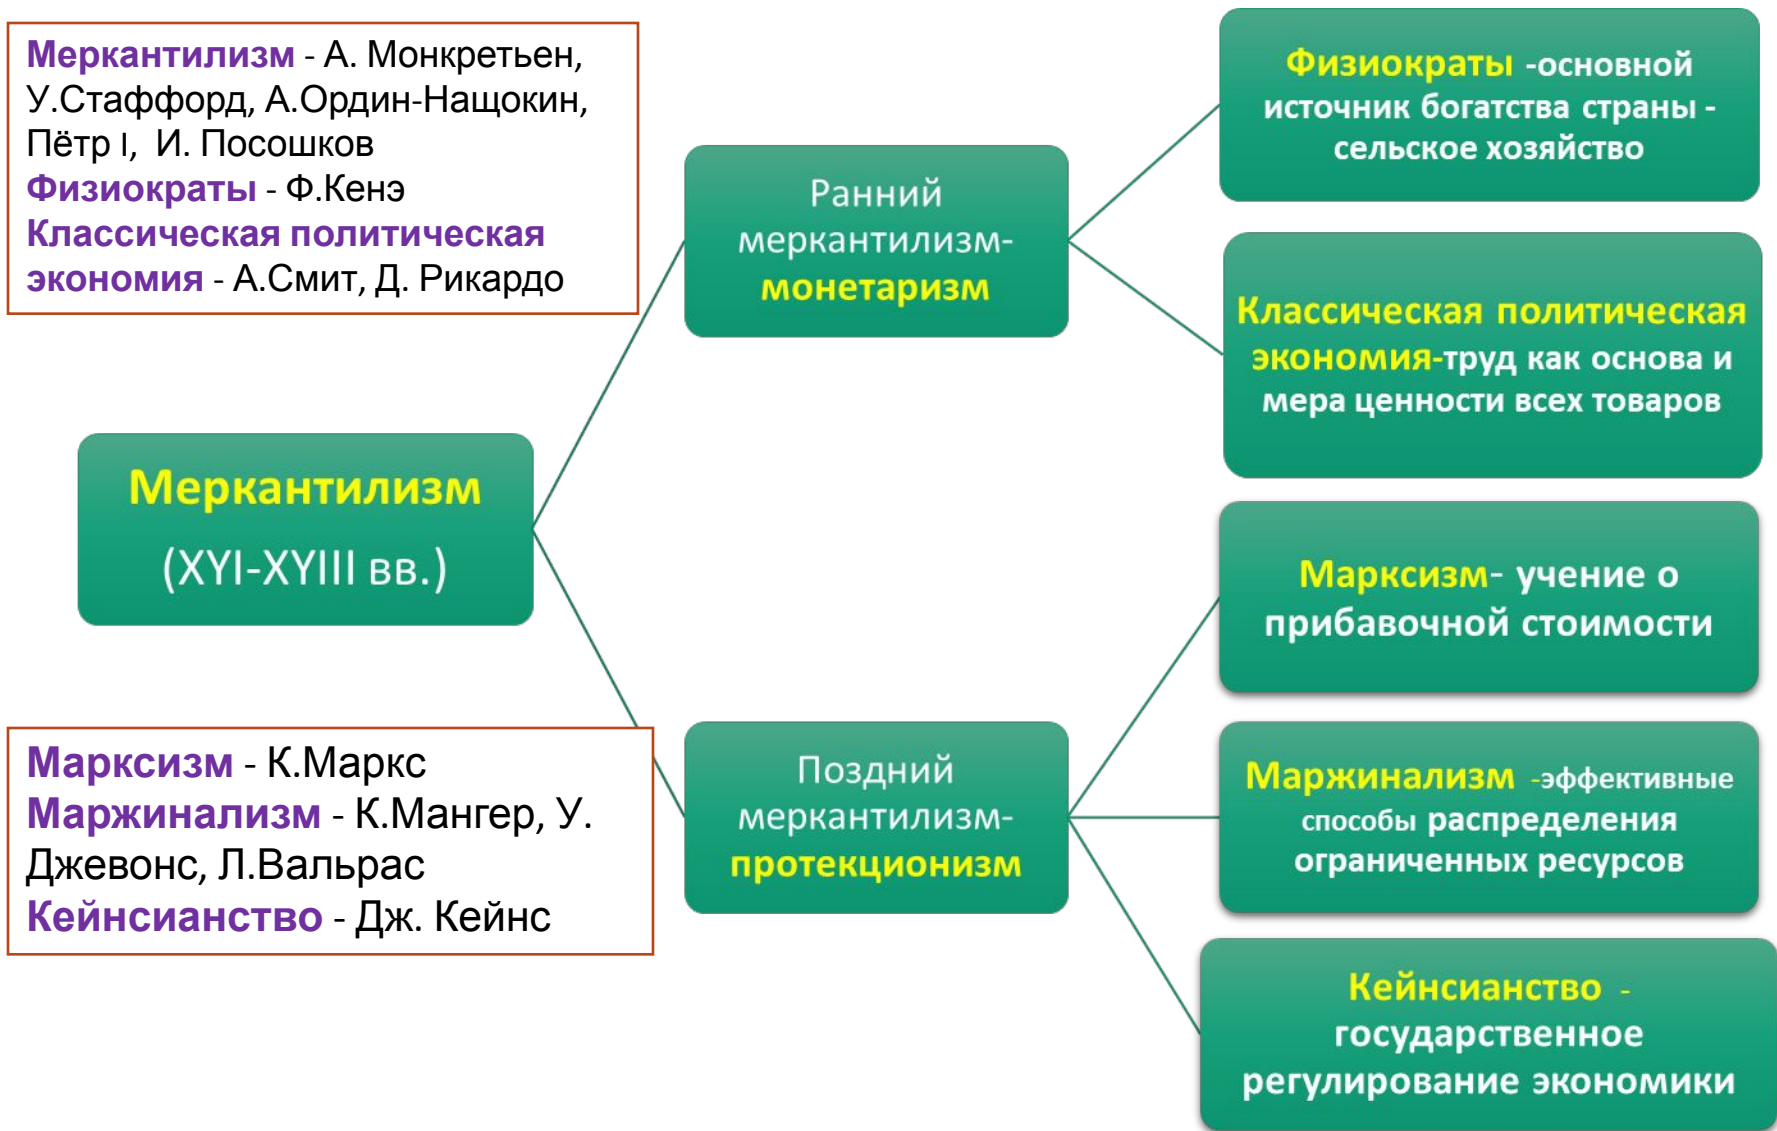 Меркантилизм - А. Монкретьен,
У.Стаффорд, А.Ордин-Нащокин,
Пётр I, И. Посошков
Физиократы - Ф.Кенэ
Классическая политическая
экономия - А.Смит, Д. Рикардо
Меркантилизм
(XYI-XYIII вв.)
Марксизм - К.Маркс
Маржинализм - К.Мангер, У.
Джевонс, Л.Вальрас
Кейнсианство - Дж. Кейнс
Ранний
меркантилизм-
монетаризм
Поздний
меркантилизм-
протекционизм
Физиократы -основной
источник богатства страны -
сельское хозяйство
Классическая политическая
экономия-труд как основа и
мера ценности всех товаров
Марксизм- учение о
прибавочной стоимости
Маржинализм -эффективные
способы распределения
ограниченных ресурсов
Кейнсианство -
государственное
регулирование экономики